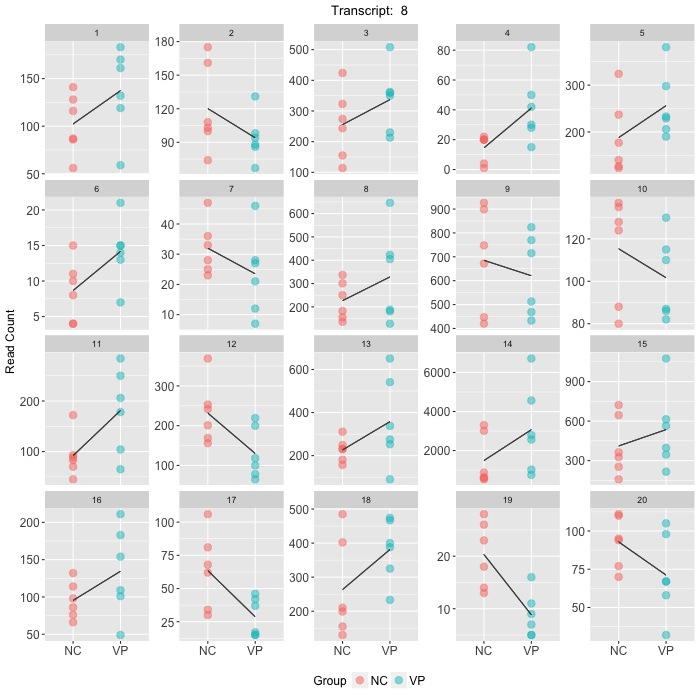 Transcript: 8
1 2 3 4 5
150 100 50
180 150 120 90
500 400 300 200 100
80 60 40 20 0
300 200
6 7 8 9 10
20 15 10 5
40 30 20 10
600 500 400 300 200
900 800 700 600 500 400
120 100 80
Read Count
11 12 13 14 15
200 100
300 200 100
600 400 200
6000 4000 2000
900 600 300
16 17 18 19 20
200 150 100 50
100 75 50 25
500 400 300 200
20 10
100 75 50
NC VP NC VP NC VP NC VP NC VP
Group NC VP